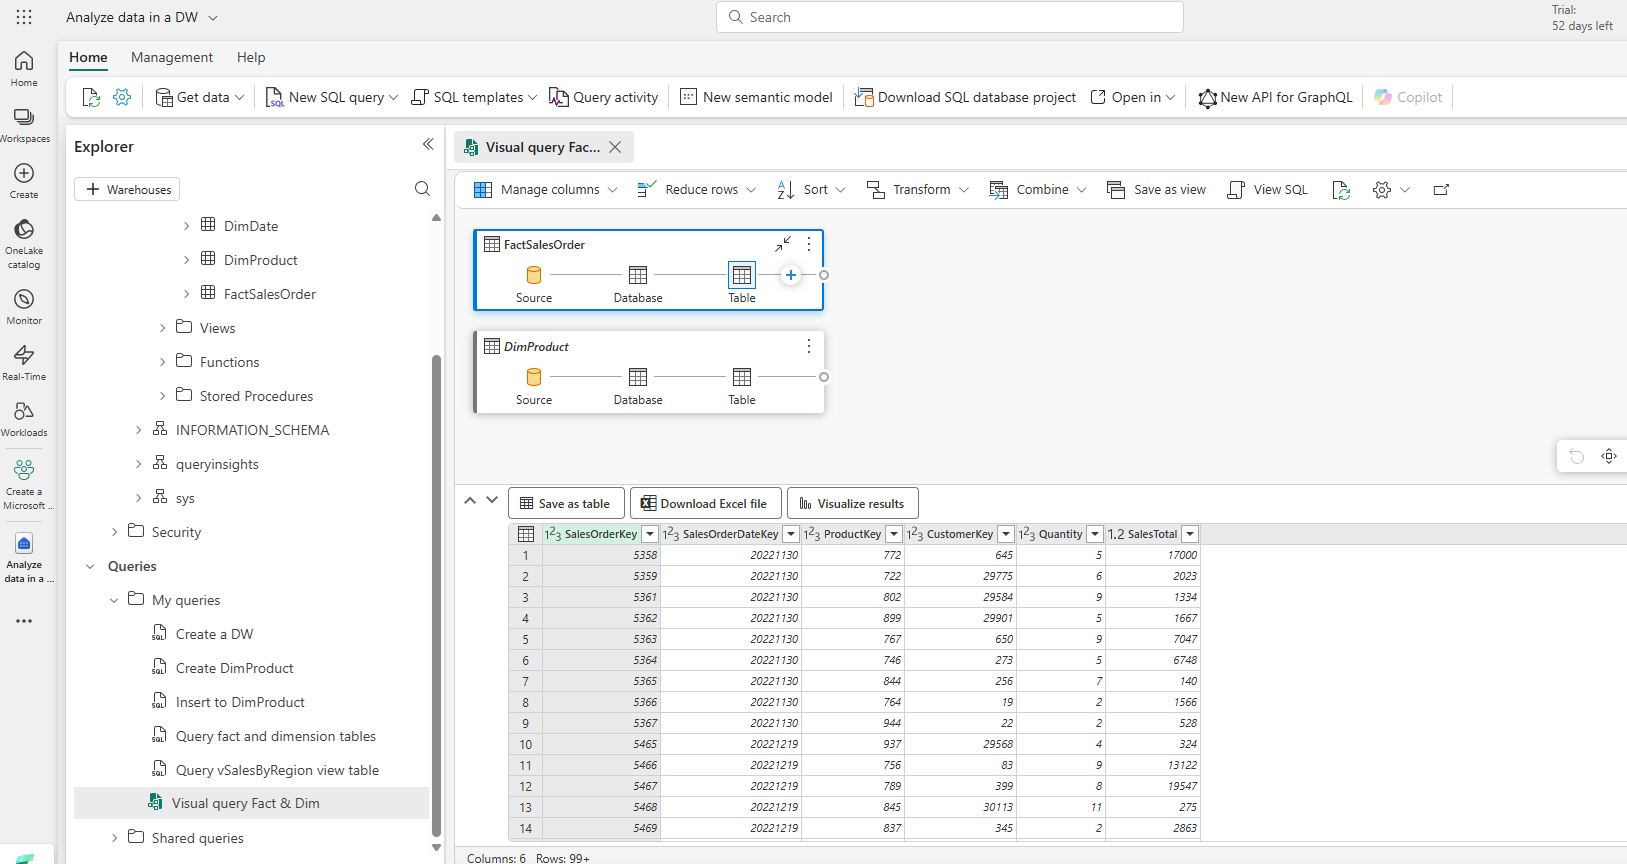 Analyze data in a DW
Search
Trial:
52 days left
Home
Management
Help
Get data
New SQL query
SQL templates
Query activity
New semantic model
Download SQL database project
Open in
New API for GraphQL
Copilot
Home
Workspaces
Create
OneLake
catalog
Monitor
Real-Time
Workloads
Create a
Microsoft ...
Analyze
data in a ...
Explorer
Warehouses
DimDate
DimProduct
FactSalesOrder
Views
Functions
Stored Procedures
INFORMATION_SCHEMA
queryinsights
sys
Security
Queries
My queries
Create a DW
Create DimProduct
Insert to DimProduct
Query fact and dimension tables
Query vSalesByRegion view table
Visual query Fact & Dim
Shared queries
Visual query Fac...
Manage columns
Reduce rows
Sort
Transform
Combine
Save as view
View SQL
FactSalesOrder
Source Database Table
DimProduct
Source Database Table
Save as table
Download Excel file
Visualize results
1²3 SalesOrderKey 1²3 SalesOrderDateKey 1²3 ProductKey 1²3 CustomerKey 1²3 Quantity 1.2 SalesTotal
1 5358 20221130 772 645 5 17000
2 5359 20221130 722 29775 6 2023
3 5361 20221130 802 29584 9 1334
4 5362 20221130 899 29901 5 1667
5 5363 20221130 767 650 9 7047
6 5364 20221130 746 273 5 6748
7 5365 20221130 844 256 7 140
8 5366 20221130 764 19 2 1566
9 5367 20221130 944 22 2 528
10 5465 20221219 937 29568 4 324
11 5466 20221219 756 83 9 13122
12 5467 20221219 789 399 8 19547
13 5468 20221219 845 30113 11 275
14 5469 20221219 837 345 2 2863
Columns: 6 Rows: 99+